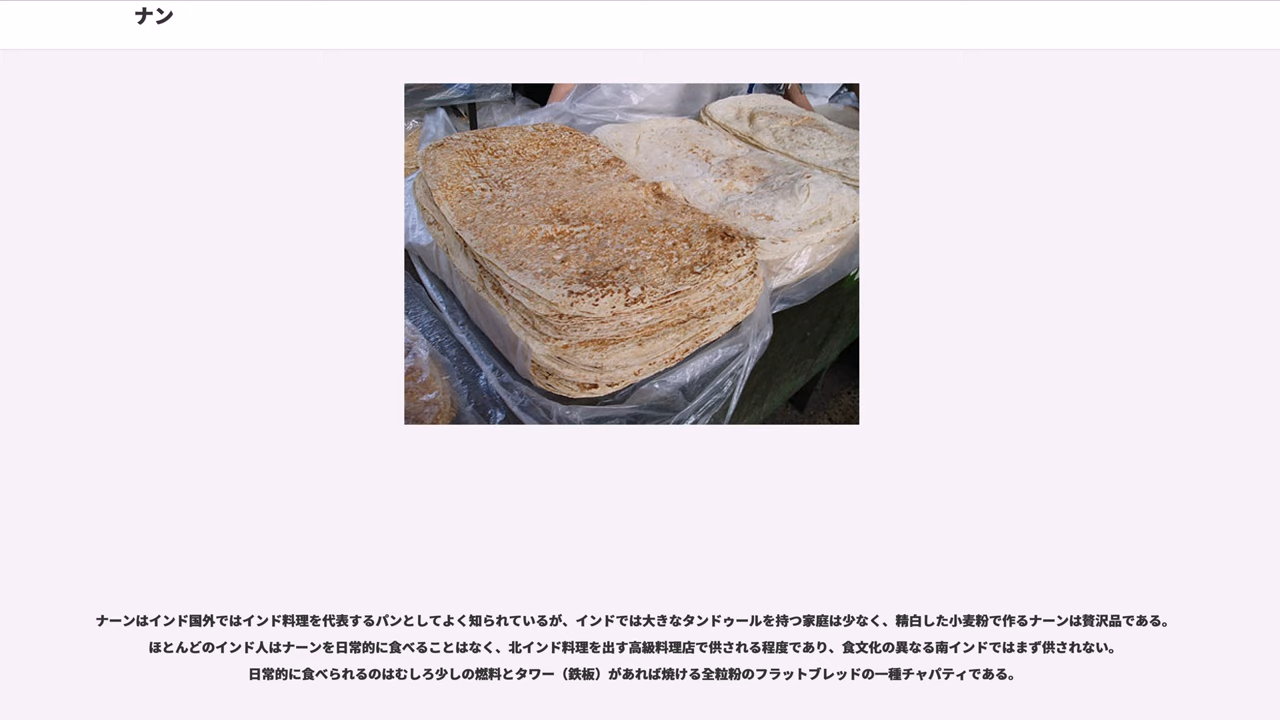 ナン
ナーンはインド国外ではインド料理を代表するパンとしてよく知られているが、インドでは大きなタンドゥールを持つ家庭は少なく、精白した小麦粉で作るナーンは贅沢品である。
ほとんどのインド人はナーンを日常的に食べることはなく、北インド料理を出す高級料理店で供される程度であり、食文化の異なる南インドではまず供されない。
日常的に食べられるのはむしろ少しの燃料とタワー（鉄板）があれば焼ける全粒粉のフラットブレッドの一種チャパティである。